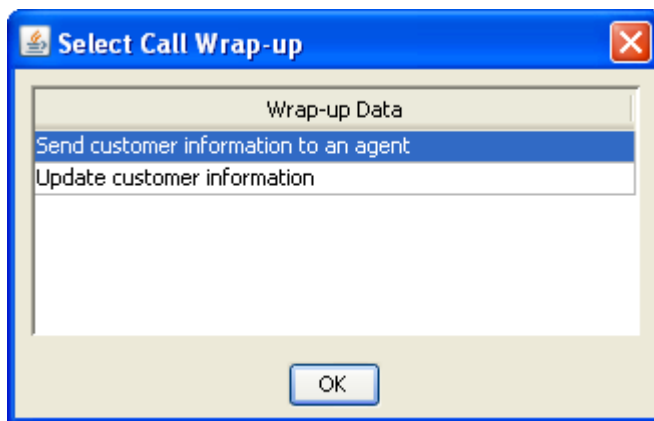 Select Call Wrap-up
Wrap-up Data
Send customer information to an agent
Update customer information
OK